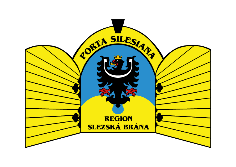 PORTA SILESIANA
REGION
SLEZSKÁ BRÁNA